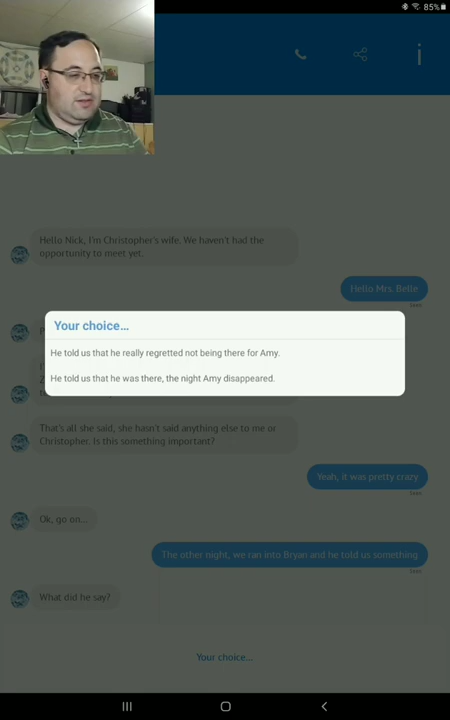 85%
Hello Nick, I'm Christopher's wife, We haven't had the
opportunity to meet yet.
Hello Mrs. Belle
Seen
Your choice...
He told us that he really regretted not being there for Amy.
He told us that he was there, the night Amy disappeared.
That's all she said, she hasn't said anything else to me or
Christopher. Is this something important?
Yeah, it was pretty crazy
Seen
Ok, go on...
The other night, we ran into Bryan and he told us something
Seen
What did he say?
Your choice...